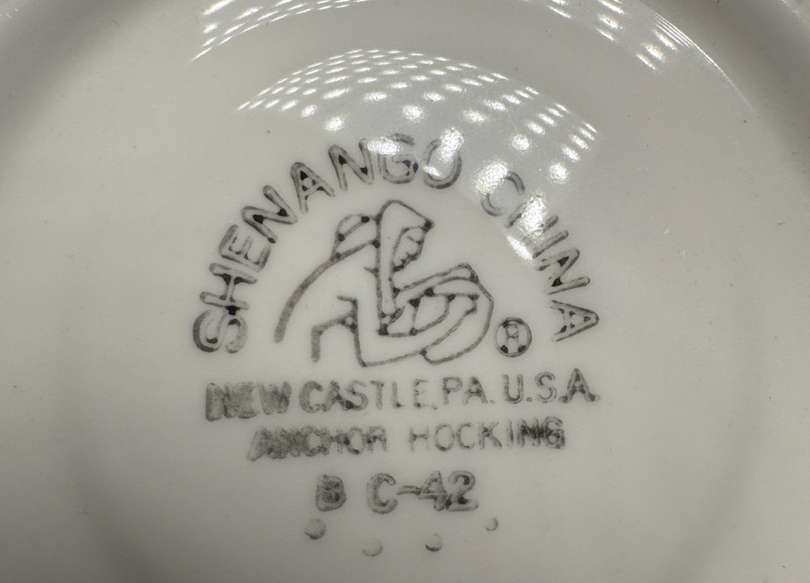 SHENANGO CHINA
®
NEW CASTLE, PA. U.S.A.
ANCHOR HOCKING
B C-42